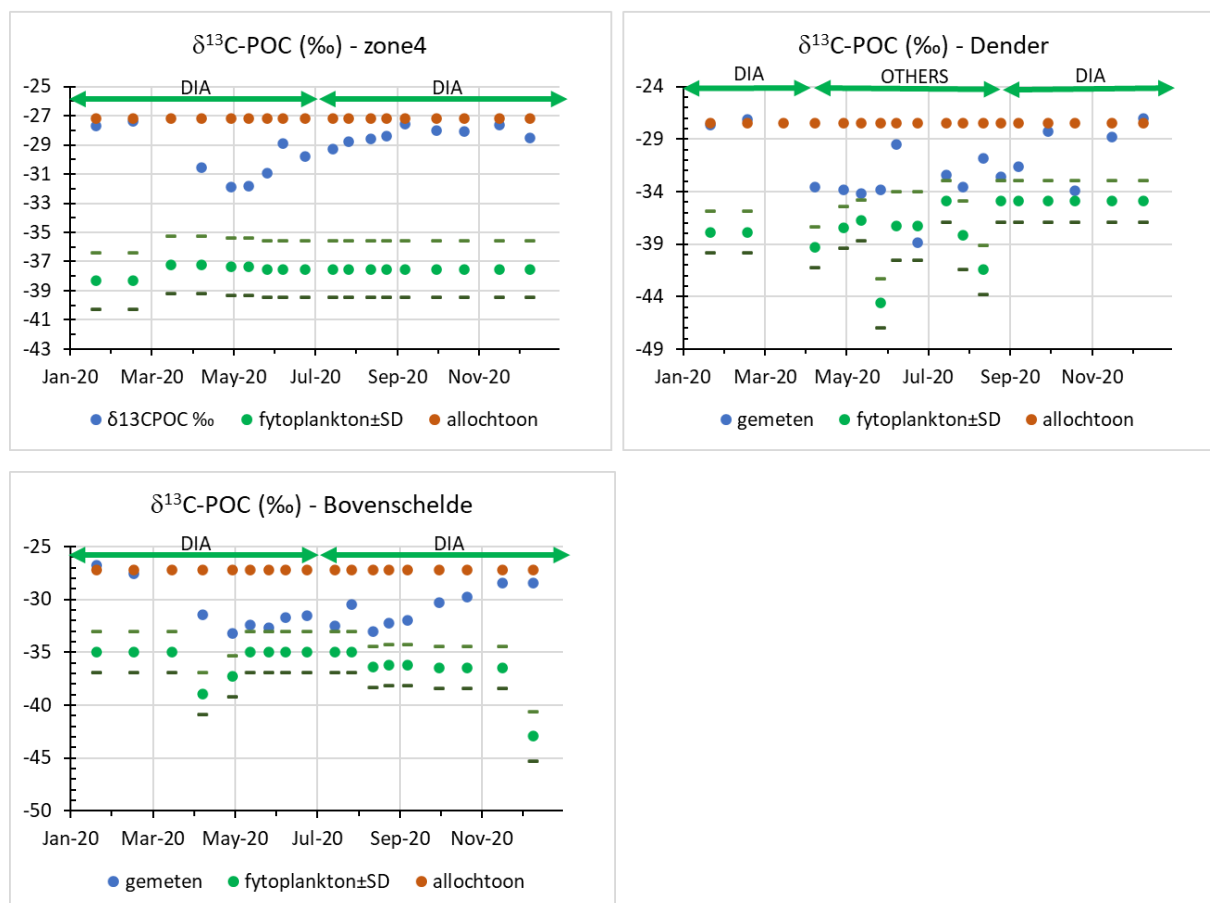 δ¹³C-POC (‰) - zone4
DIA DIA
-25
-27
-29
-31
-33
-35
-37
-39
-41
-43
Jan-20 Mar-20 May-20 Jul-20 Sep-20 Nov-20
δ13CPOC ‰ fytoplankton±SD allochtoon
δ¹³C-POC (‰) - Dender
DIA OTHERS DIA
-24
-29
-34
-39
-44
-49
Jan-20 Mar-20 May-20 Jul-20 Sep-20 Nov-20
gemeten fytoplankton±SD allochtoon
δ¹³C-POC (‰) - Bovenschelde
DIA DIA
-25
-30
-35
-40
-45
-50
Jan-20 Mar-20 May-20 Jul-20 Sep-20 Nov-20
gemeten fytoplankton±SD allochtoon